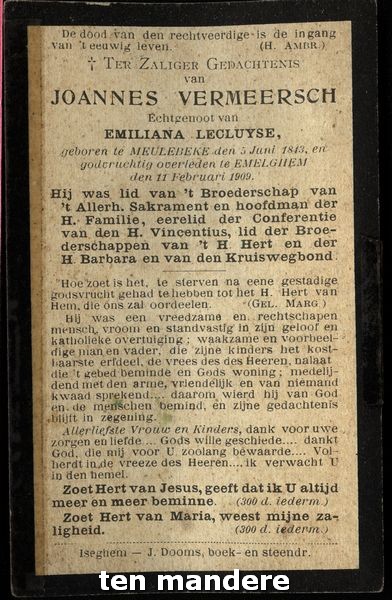 De dood van den rechtveerdige is de ingang
van 't eeuwig leven. (H. AMBR.)
† TER ZALIGER GEDACHTENIS
van
JOANNES VERMEERSCH
Echtgenoot van
EMILIANA LECLUYSE,
geboren te MEULEBEKE den 5 Juni 1843, en
godvruchtig overleden te EMELGHEM
den 11 Februari 1909.
Hij was lid van 't Broederschap van
't Allerh. Sakrament en hoofdman der
H. Familie, eerelid der Conferentie
van den H. Vincentius, lid der Broe-
derschappen van 't H. Hert en der
H. Barbara en van den Kruiswegbond.
'Hoe zoet is het, te sterven na eene gestadige
godsvrucht gehad te hebben tot het H. Hert van
Hem, die ons zal oordeelen. (GEL. MARG.)
Hij was een vreedzame en rechtschapen
mensch, vroom en standvastig in zijn geloof en
katholieke overtuiging; waakzame en voorbeel-
dige man en vader, die zijne kinders het kost-
baarste erfdeel, de vrees des des Heeren, nalaat
die 't gebed beminde en Gods woning; medelij-
dend met den arme, vriendelijk en van niemand
kwaad sprekend.... daarom wierd hij van God
en de menschen bemind, en zijne gedachtenis
blijft in zegening.
Allerliefste Vrouw en Kinders, dank voor uwe
zorgen en liefde.... Gods wille geschiede.... dankt
God, die mij voor U zoolang bewaarde.... Vol-
herdt in de vreeze des Heeren.... ik verwacht U
in den hemel.
Zoet Hert van Jesus, geeft dat ik U altijd
meer en meer beminne. (300 d. iederm.)
Zoet Hert van Maria, weest mijne za-
ligheid. (300 d. iederm.)
Iseghem — J. Dooms, boek- en steendr.
ten mandere